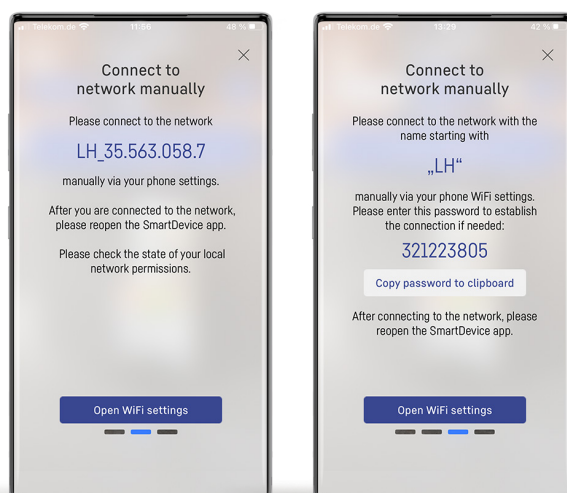 Telekom.de
11:56
48 %
Connect to
network manually
Please connect to the network
LH_35.563.058.7
manually via your phone settings.
After you are connected to the network,
please reopen the SmartDevice app.
Please check the state of your local
network permissions.
Open WiFi settings
Telekom.de
13:29
42 %
Connect to
network manually
Please connect to the network with the
name starting with
„LH“
manually via your phone WiFi settings.
Please enter this password to establish
the connection if needed:
321223805
Copy password to clipboard
After connecting to the network, please
reopen the SmartDevice app.
Open WiFi settings